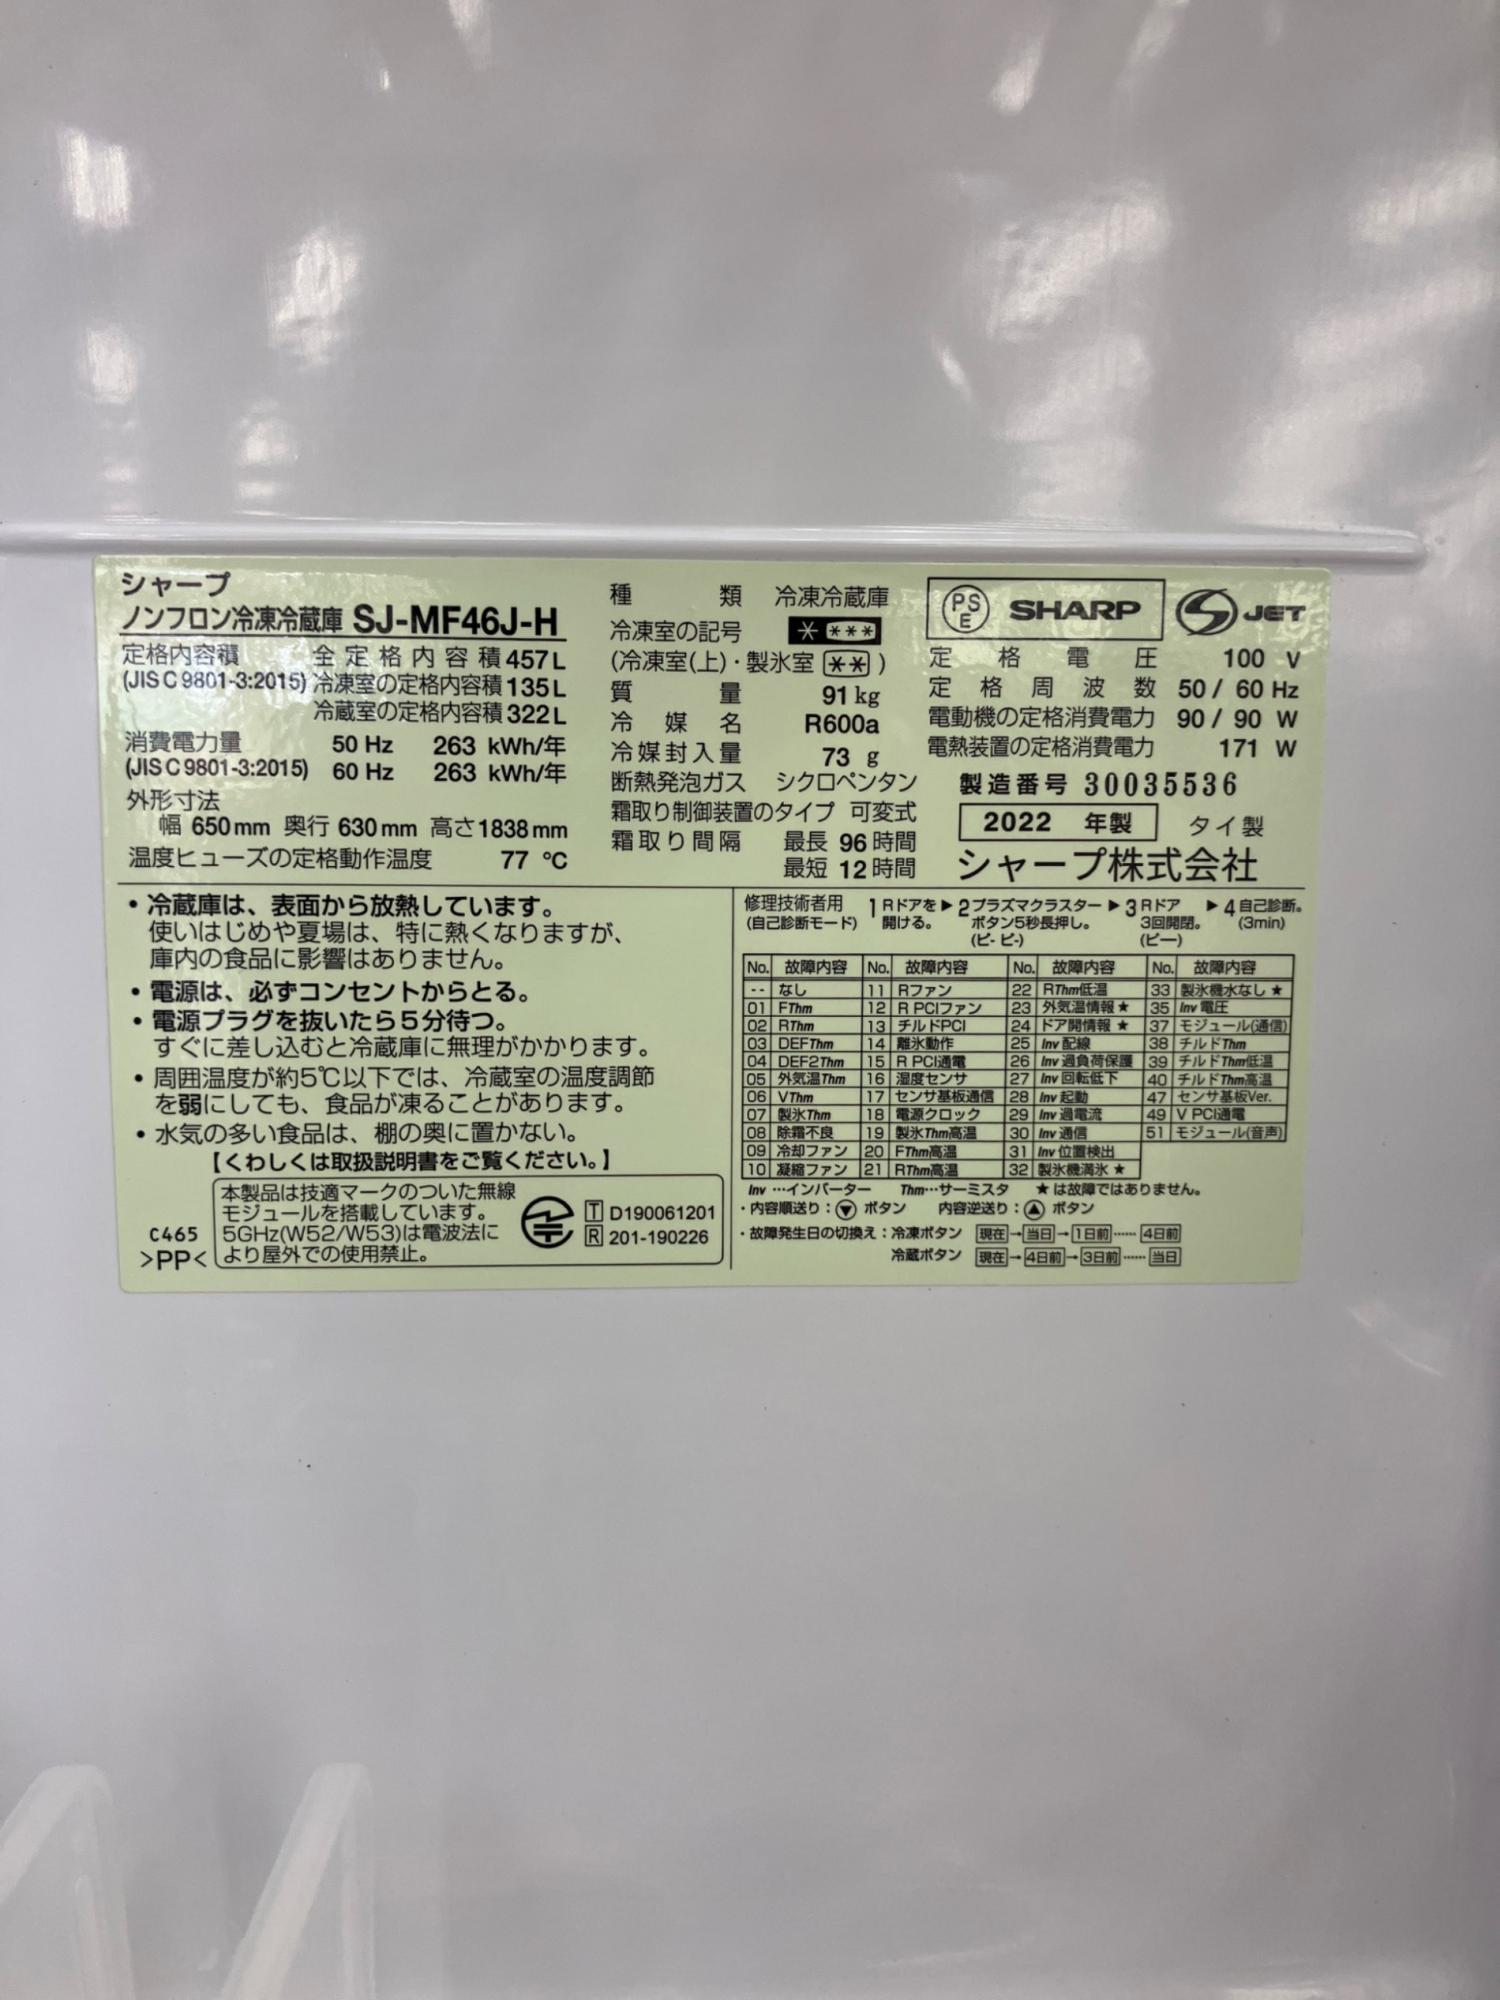 シャープ
ノンフロン冷凍冷蔵庫 SJ-MF46J-H
定格内容積 全定格内容積 457L
(JIS C 9801-3:2015) 冷凍室の定格内容積 135L
冷蔵室の定格内容積 322L
消費電力量 50 Hz 263 kWh/年
(JIS C 9801-3:2015) 60 Hz 263 kWh/年
外形寸法
幅 650mm 奥行 630mm 高さ1838mm
温度ヒューズの定格動作温度 77 ℃
種類 冷凍冷蔵庫
冷凍室の記号 * ***
(冷凍室(上)・製氷室 ** )
質量 91kg
冷媒名 R600a
冷媒封入量 73 g
断熱発泡ガス シクロペンタン
霜取り制御装置のタイプ 可変式
霜取り間隔 最長 96時間
最短 12時間
PSE SHARP S JET
定格電圧 100 V
定格周波数 50/ 60 Hz
電動機の定格消費電力 90/ 90 W
電熱装置の定格消費電力 171 W
製造番号 30035536
2022 年製 タイ製
シャープ株式会社
・冷蔵庫は、表面から放熱しています。
使いはじめや夏場は、特に熱くなりますが、
庫内の食品に影響はありません。
・電源は、必ずコンセントからとる。
・電源プラグを抜いたら5分待つ。
すぐに差し込むと冷蔵庫に無理がかかります。
・周囲温度が約5℃以下では、冷蔵室の温度調節
を弱にしても、食品が凍ることがあります。
・水気の多い食品は、棚の奥に置かない。
【くわしくは取扱説明書をご覧ください。】
C465
>PP<
本製品は技適マークのついた無線
モジュールを搭載しています。
5GHz(W52/W53)は電波法に
より屋外での使用禁止。
T D190061201
R 201-190226
修理技術者用 1 Rドアを ▶ 2 プラズマクラスター ▶ 3 Rドア ▶ 4 自己診断。
(自己診断モード) 開ける。 ボタン5秒長押し。 3回開閉。 (3min)
(ピ- ピ-) (ピー)
No. 故障内容 No. 故障内容 No. 故障内容 No. 故障内容
-- なし 11 Rファン 22 RThm低温 33 製氷機水なし★
01 FThm 12 R PCIファン 23 外気温情報★ 35 Inv 電圧
02 RThm 13 チルドPCI 24 ドア開情報★ 37 モジュール(通信)
03 DEFThm 14 離氷動作 25 Inv 配線 38 チルドThm
04 DEF2Thm 15 R PCI通電 26 Inv 過負荷保護 39 チルドThm低温
05 外気温Thm 16 湿度センサ 27 Inv 回転低下 40 チルドThm高温
06 VThm 17 センサ基板通信 28 Inv 起動 47 センサ基板Ver.
07 製氷Thm 18 電源クロック 29 Inv 過電流 49 V PCI通電
08 除霜不良 19 製氷Thm高温 30 Inv 通信 51 モジュール(音声)
09 冷却ファン 20 FThm高温 31 Inv 位置検出
10 凝縮ファン 21 RThm高温 32 製氷機満氷★
Inv …インバーター Thm…サーミスタ ★は故障ではありません。
・内容順送り：▼ ボタン 内容逆送り：▲ ボタン
・故障発生日の切換え：冷凍ボタン 現在→当日→1日前……4日前
冷蔵ボタン 現在→4日前→3日前……当日